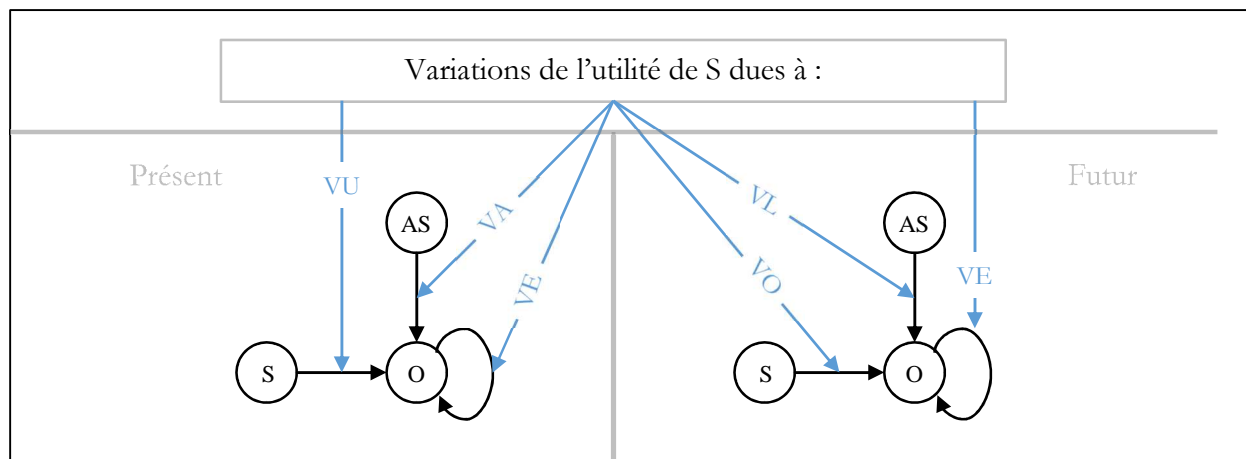 Variations de l’utilité de S dues à :
Présent
Futur
VU
VA
VL
AS
AS
VE
VO
VE
S
O
S
O